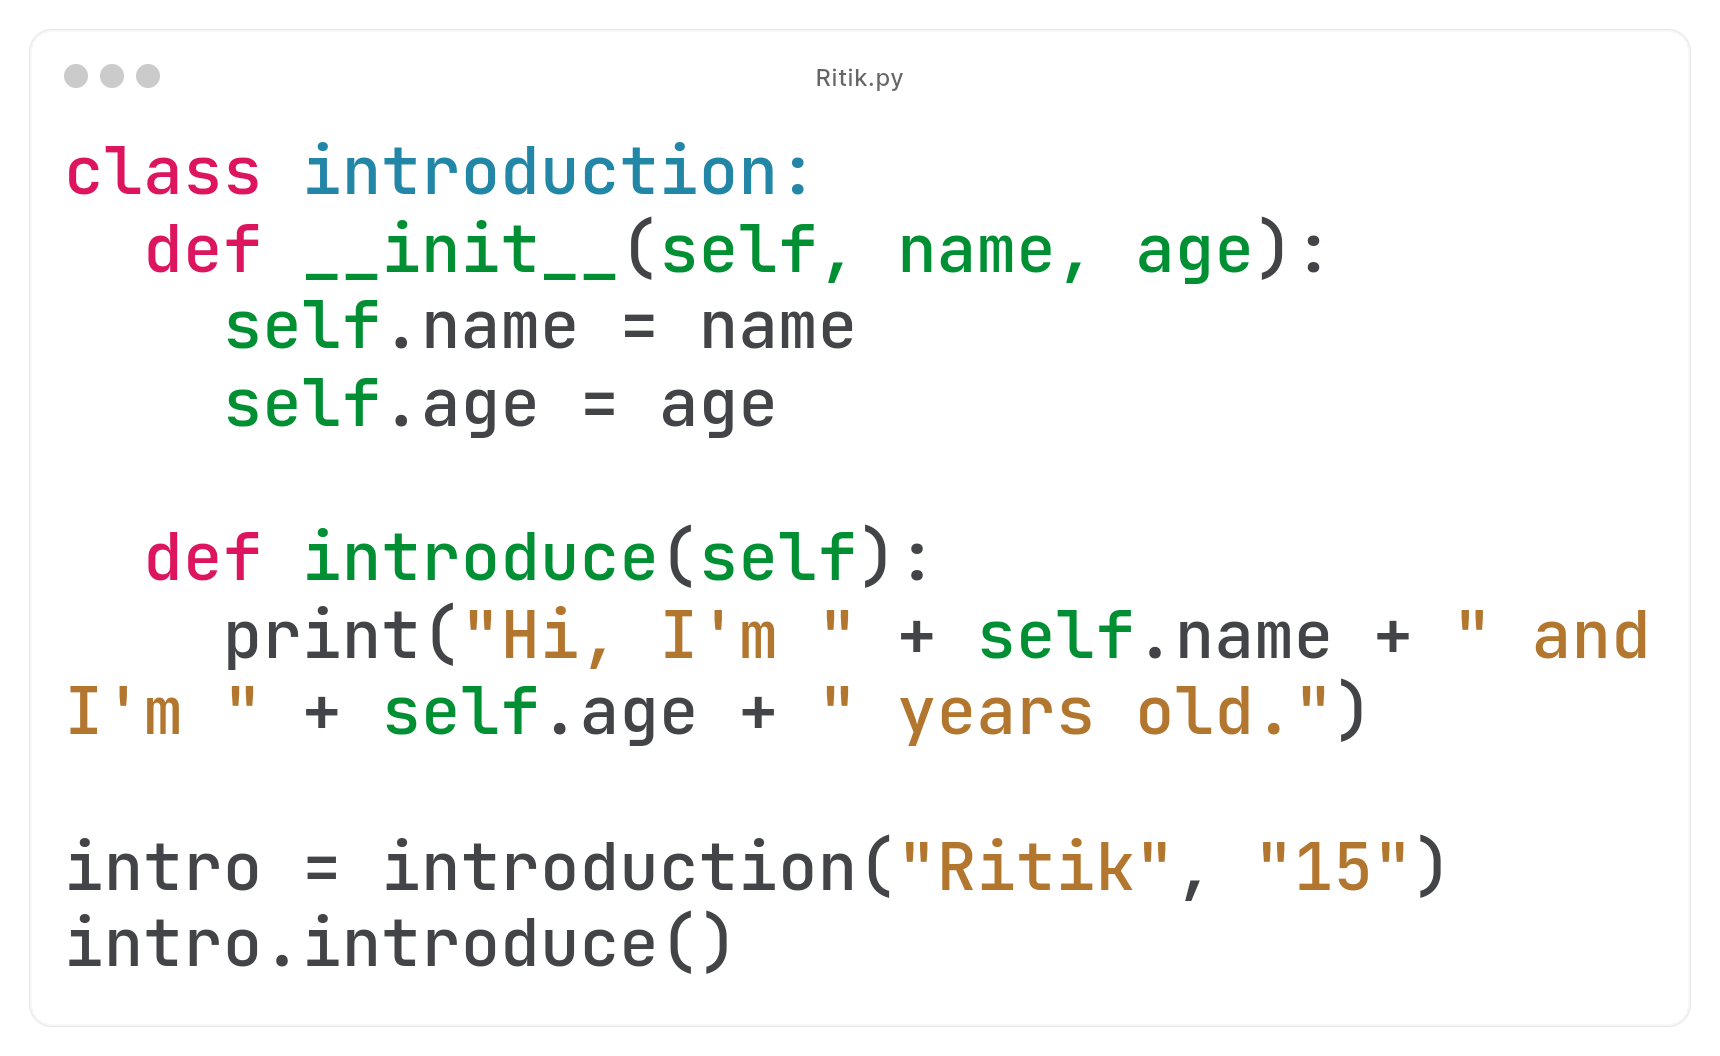 Ritik.py
class introduction:
  def __init__(self, name, age):
    self.name = name
    self.age = age

  def introduce(self):
    print("Hi, I'm " + self.name + " and
I'm " + self.age + " years old.")

intro = introduction("Ritik", "15")
intro.introduce()